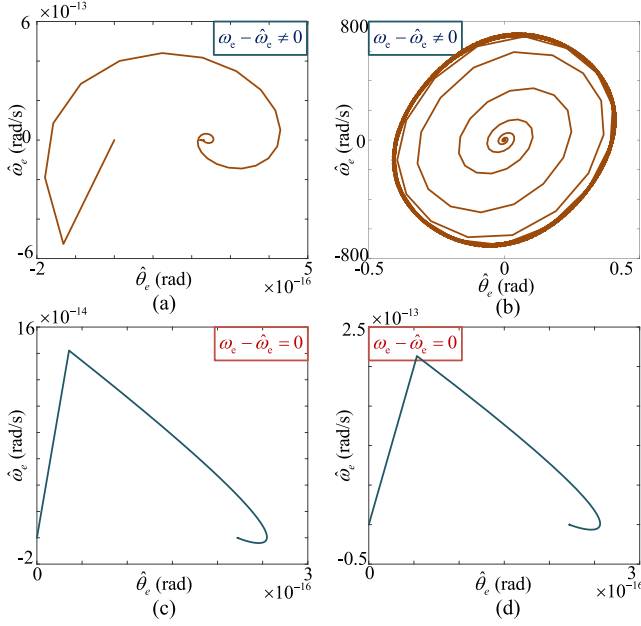 6 ×10⁻¹³
ω_e − ω̂_e ≠ 0
ω̂_e (rad/s)
0
-6
-2
5
θ̂_e (rad)
×10⁻¹⁶
(a)
800
ω_e − ω̂_e ≠ 0
ω̂_e (rad/s)
0
-800
-0.5
0
0.5
θ̂_e (rad)
(b)
16 ×10⁻¹⁴
ω_e − ω̂_e = 0
ω̂_e (rad/s)
-2
0
3
θ̂_e (rad)
×10⁻¹⁶
(c)
2.5 ×10⁻¹³
ω_e − ω̂_e = 0
ω̂_e (rad/s)
-0.5
0
3
θ̂_e (rad)
×10⁻¹⁶
(d)